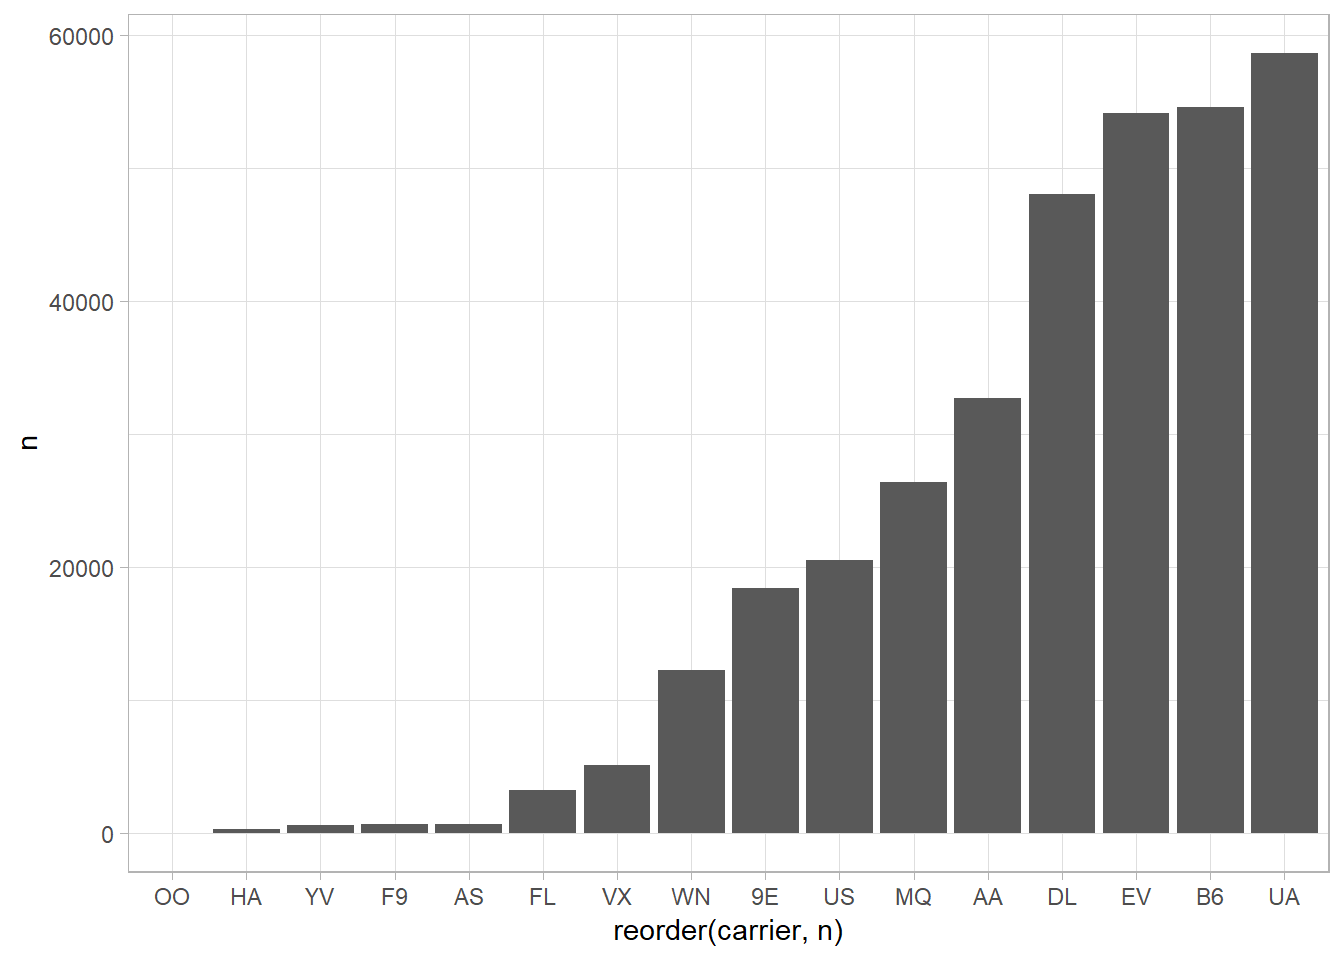 60000
40000
20000
0
n
OO HA YV F9 AS FL VX WN 9E US MQ AA DL EV B6 UA
reorder(carrier, n)